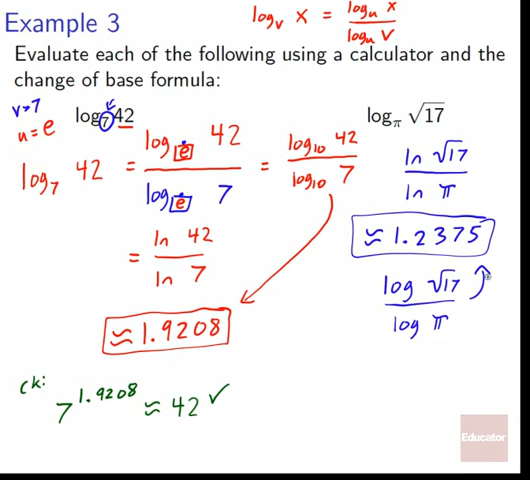 Example 3
log_v x = log_u x / log_u v
Evaluate each of the following using a calculator and the
change of base formula:
v=7
u=e
log_7 42
log_7 42 = log_e 42 / log_e 7 = log_10 42 / log_10 7
= ln 42 / ln 7
≈ 1.9208
ck:
7^1.9208 ≈ 42 ✓
log_π √17
ln √17 / ln π
≈ 1.2375
log √17 / log π
Educator